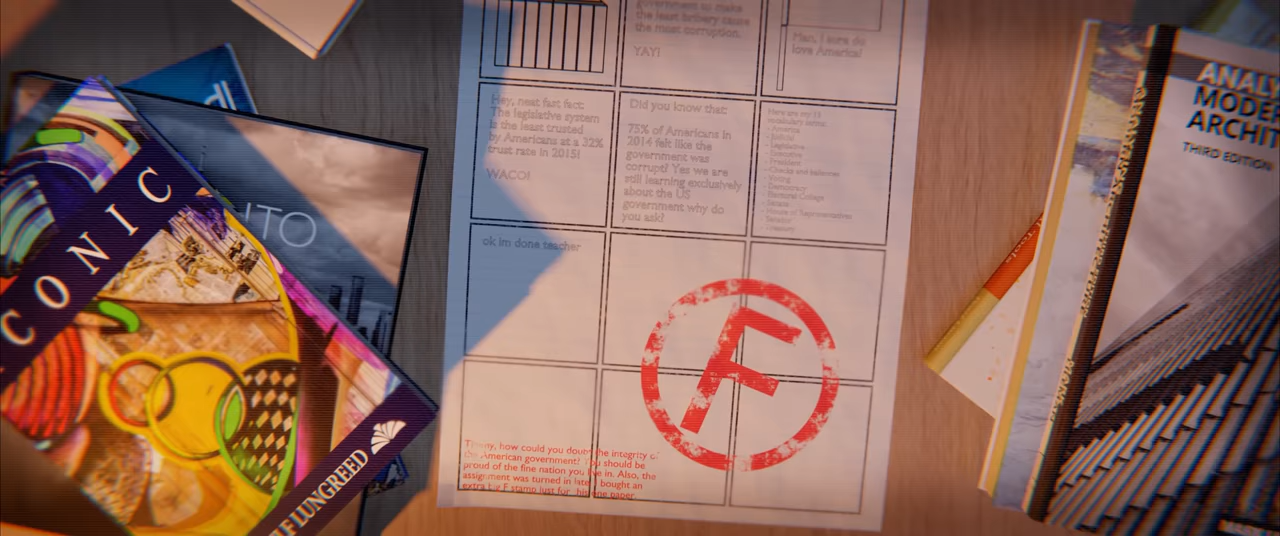 government to make
the least bribery cause
the most corruption.
YAY!
Man, I sure do
love America!
Hey, neat fast fact:
The legislative system
is the least trusted
by Americans at a 32%
trust rate in 2015!
WACO!
Did you know that:
75% of Americans in
2014 felt like the
government was
corrupt? Yes we are
still learning exclusively
about the US
government why do
you ask?
Here are my 15
vocabulary terms:
- America
- Judicial
- Legislative
- Executive
- President
- Checks and balances
- Voting
- Democracy
- Electoral College
- Senate
- House of Representatives
- Senator
- Treasury
ok im done teacher
F
how could you doubt the integrity of
the American government! You should be
proud of the fine nation you live in. Also, the
assignment was turned in late I bought an
extra big F stamp just for this one paper.
CONIC
LUNGREED
TO
ANALY
MODER
ARCHIT
THIRD EDITION